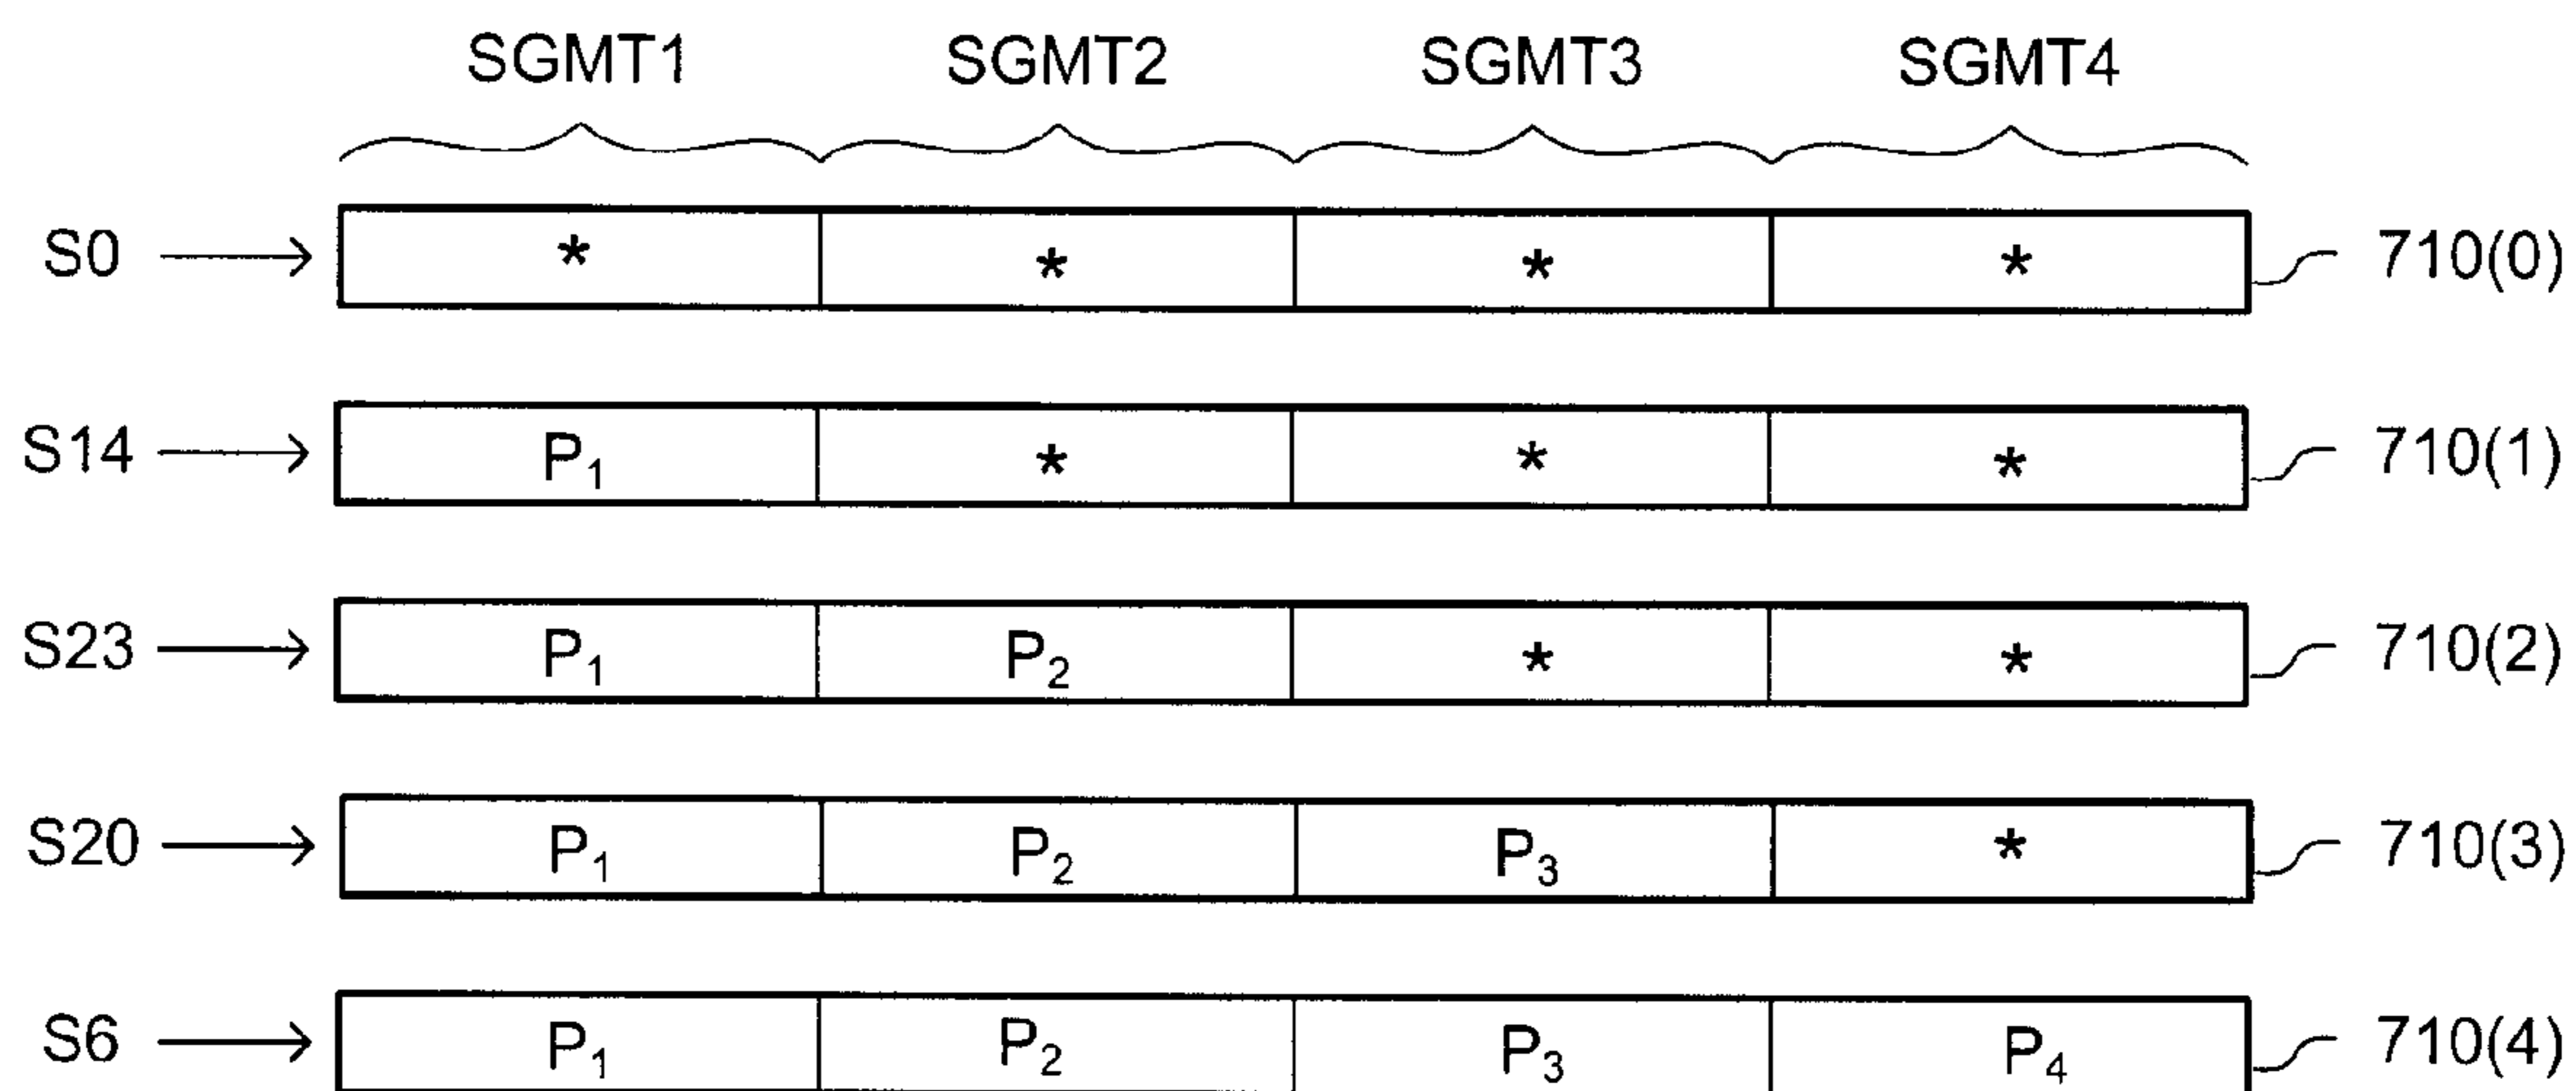 SGMT1 SGMT2 SGMT3 SGMT4
S0 * * * * 710(0)
S14 P₁ * * * 710(1)
S23 P₁ P₂ * * 710(2)
S20 P₁ P₂ P₃ * 710(3)
S6 P₁ P₂ P₃ P₄ 710(4)